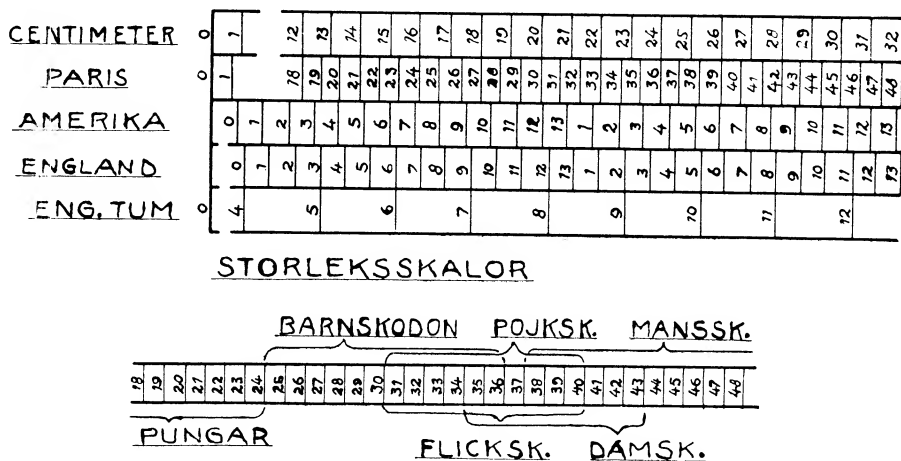 CENTIMETER 0 1 12 13 14 15 16 17 18 19 20 21 22 23 24 25 26 27 28 29 30 31 32
PARIS 0 1 18 19 20 21 22 23 24 25 26 27 28 29 30 31 32 33 34 35 36 37 38 39 40 41 42 43 44 45 46 47 48
AMERIKA 0 1 2 3 4 5 6 7 8 9 10 11 12 13 1 2 3 4 5 6 7 8 9 10 11 12 13
ENGLAND 0 1 2 3 4 5 6 7 8 9 10 11 12 13 1 2 3 4 5 6 7 8 9 10 11 12 13
ENG. TUM 0 4 5 6 7 8 9 10 11 12
STORLEKSSKALOR
BARNSKODON POJKSK. MANSSK.
18 19 20 21 22 23 24 25 26 27 28 29 30 31 32 33 34 35 36 37 38 39 40 41 42 43 44 45 46 47 48
PUNGAR FLICKSK. DAMSK.